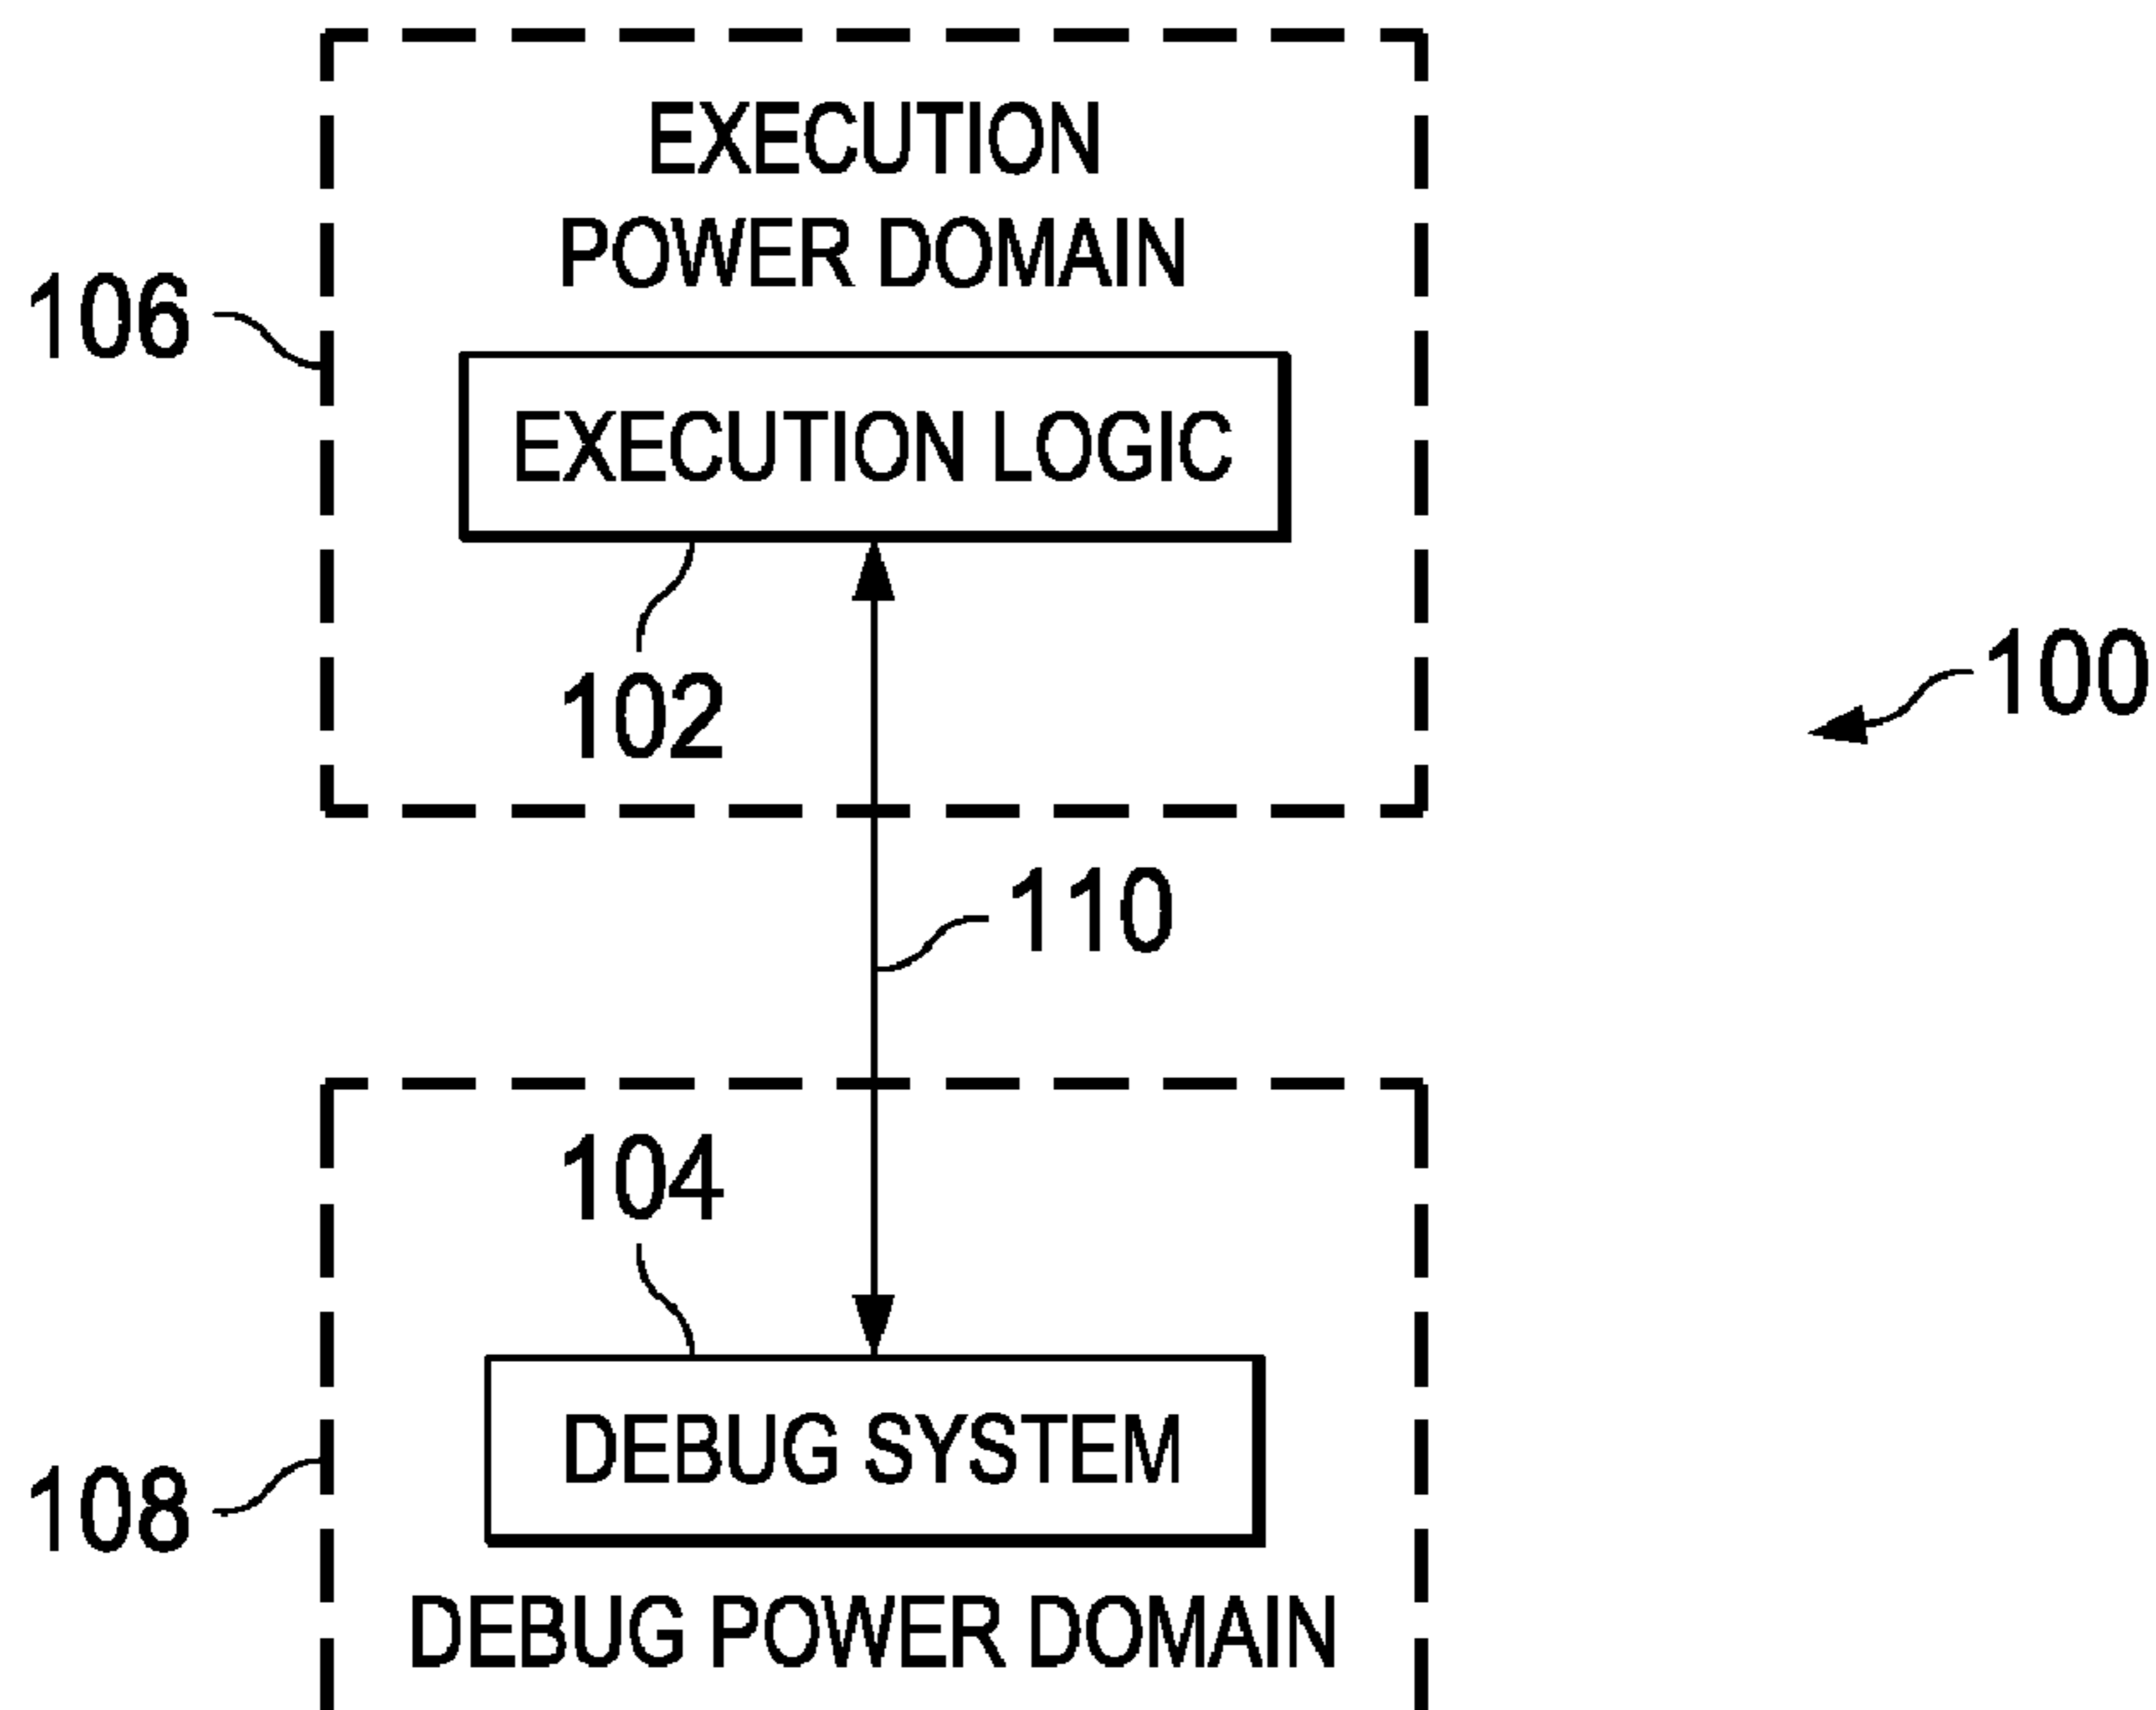 EXECUTION
POWER DOMAIN
106
EXECUTION LOGIC
102
100
110
104
DEBUG SYSTEM
108
DEBUG POWER DOMAIN